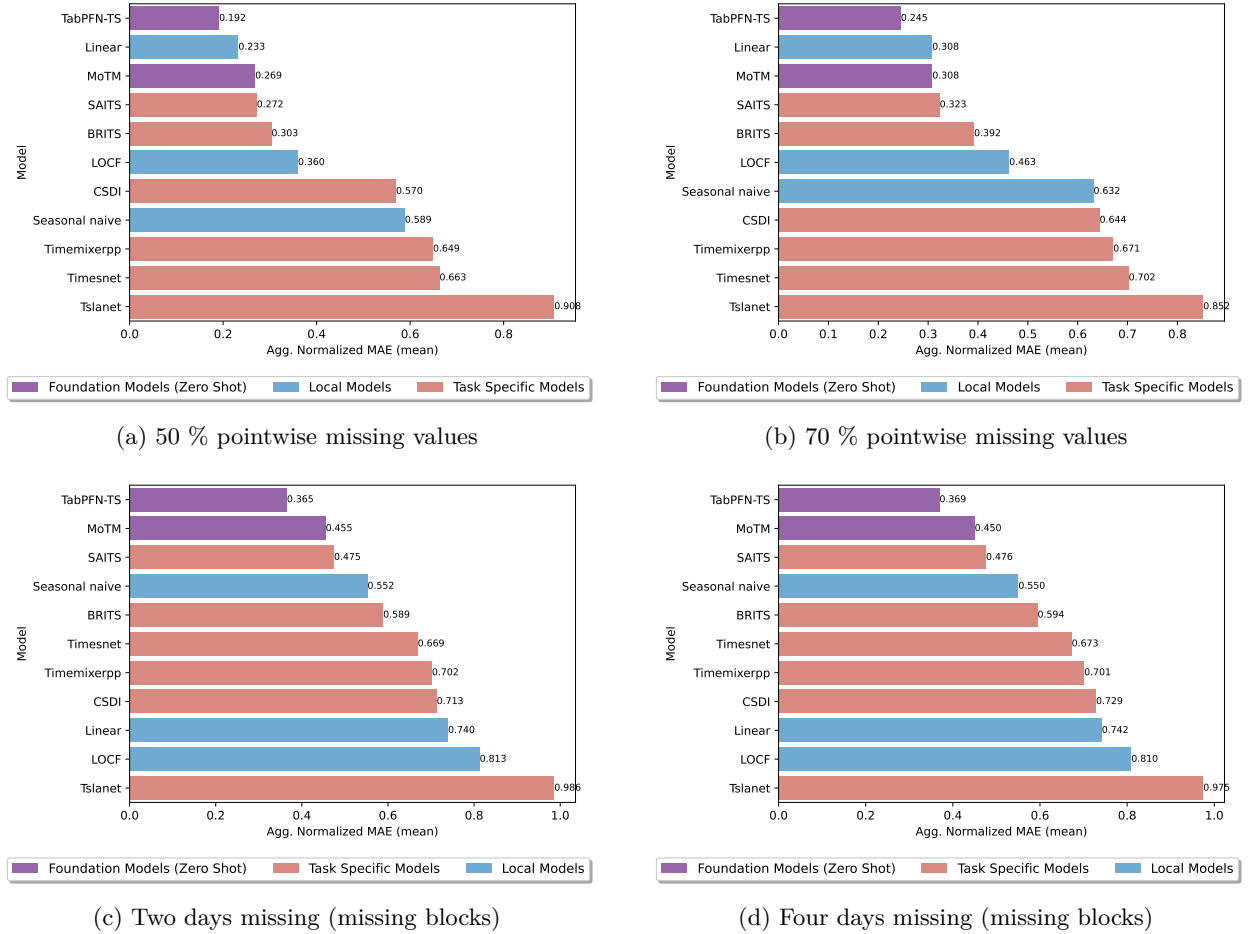 TabPFN-TS 0.192
Linear 0.233
MoTM 0.269
SAITS 0.272
BRITS 0.303
LOCF 0.360
CSDI 0.570
Seasonal naive 0.589
Timemixerpp 0.649
Timesnet 0.663
Tslanet 0.908
Model
0.0 0.2 0.4 0.6 0.8
Agg. Normalized MAE (mean)
Foundation Models (Zero Shot) Local Models Task Specific Models
(a) 50 % pointwise missing values
TabPFN-TS 0.245
Linear 0.308
MoTM 0.308
SAITS 0.323
BRITS 0.392
LOCF 0.463
Seasonal naive 0.632
CSDI 0.644
Timemixerpp 0.671
Timesnet 0.702
Tslanet 0.852
Model
0.0 0.1 0.2 0.3 0.4 0.5 0.6 0.7 0.8
Agg. Normalized MAE (mean)
Foundation Models (Zero Shot) Local Models Task Specific Models
(b) 70 % pointwise missing values
TabPFN-TS 0.365
MoTM 0.455
SAITS 0.475
Seasonal naive 0.552
BRITS 0.589
Timesnet 0.669
Timemixerpp 0.702
CSDI 0.713
Linear 0.740
LOCF 0.813
Tslanet 0.986
Model
0.0 0.2 0.4 0.6 0.8 1.0
Agg. Normalized MAE (mean)
Foundation Models (Zero Shot) Task Specific Models Local Models
(c) Two days missing (missing blocks)
TabPFN-TS 0.369
MoTM 0.450
SAITS 0.476
Seasonal naive 0.550
BRITS 0.594
Timesnet 0.673
Timemixerpp 0.701
CSDI 0.729
Linear 0.742
LOCF 0.810
Tslanet 0.975
Model
0.0 0.2 0.4 0.6 0.8 1.0
Agg. Normalized MAE (mean)
Foundation Models (Zero Shot) Task Specific Models Local Models
(d) Four days missing (missing blocks)